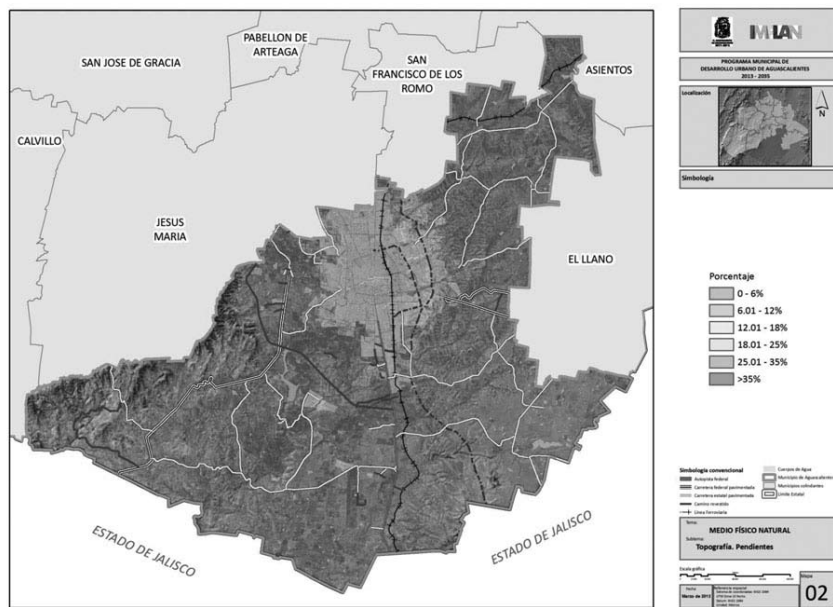 SAN JOSE DE GRACIA
PABELLON DE
ARTEAGA
SAN
FRANCISCO DE LOS
ROMO
ASIENTOS
CALVILLO
JESUS
MARIA
EL LLANO
ESTADO DE JALISCO
ESTADO DE JALISCO
IMPLAN
PROGRAMA MUNICIPAL DE
DESARROLLO URBANO DE AGUASCALIENTES
2013 - 2035
Localización
N
Simbología
Porcentaje
0 - 6%
6.01 - 12%
12.01 - 18%
18.01 - 25%
25.01 - 35%
>35%
Simbología convencional
Autopista federal
Carretera federal pavimentada
Carretera estatal pavimentada
Camino revestido
Línea Ferroviaria
Cuerpos de Agua
Municipio de Aguascalientes
Municipios colindantes
Límite Estatal
Tema:
MEDIO FÍSICO NATURAL
Subtema:
Topografía. Pendientes
Escala gráfica
Fecha:
Marzo de 2013
Mapa
02